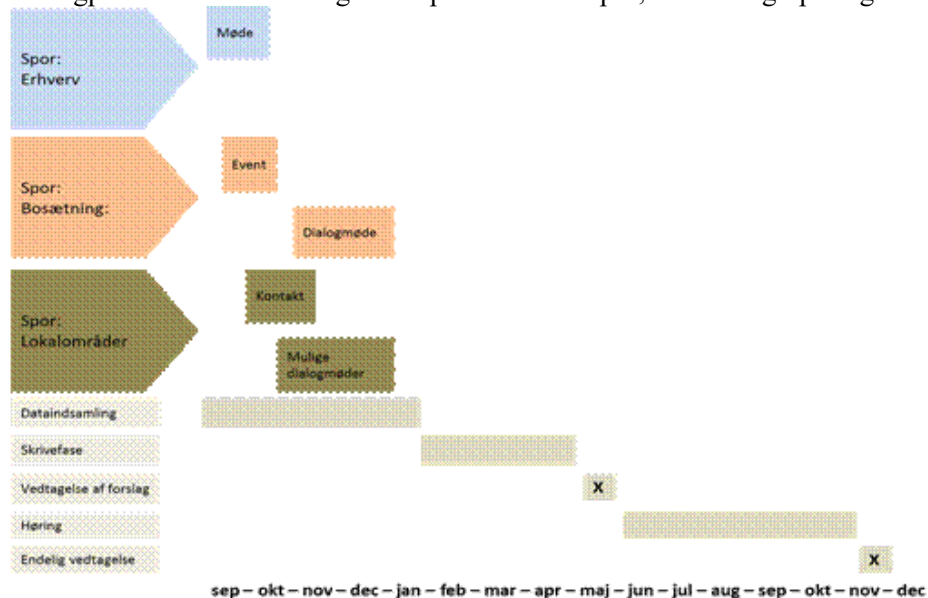 Spor:
Erhverv
Møde
Spor:
Bosætning:
Event
Dialogmøde
Spor:
Lokalområder
Kontakt
Mulige
dialogmøder
Dataindsamling
Skrivefase
Vedtagelse af forslag
X
Høring
Endelig vedtagelse
X
sep – okt – nov – dec – jan – feb – mar – apr – maj – jun – jul – aug – sep – okt – nov – dec